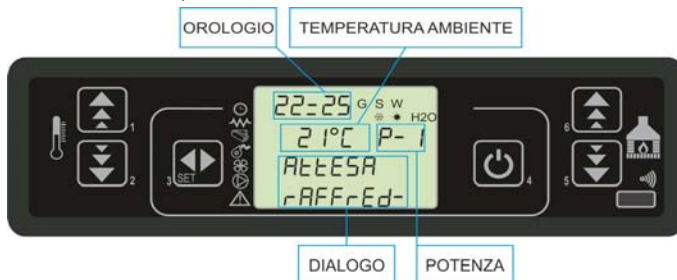 OROLOGIO TEMPERATURA AMBIENTE
22-25 G S W
H2O
1 6
21°C P-1
AttESA
2 3 SET 4 5
rAFFrEd-
DIALOGO POTENZA